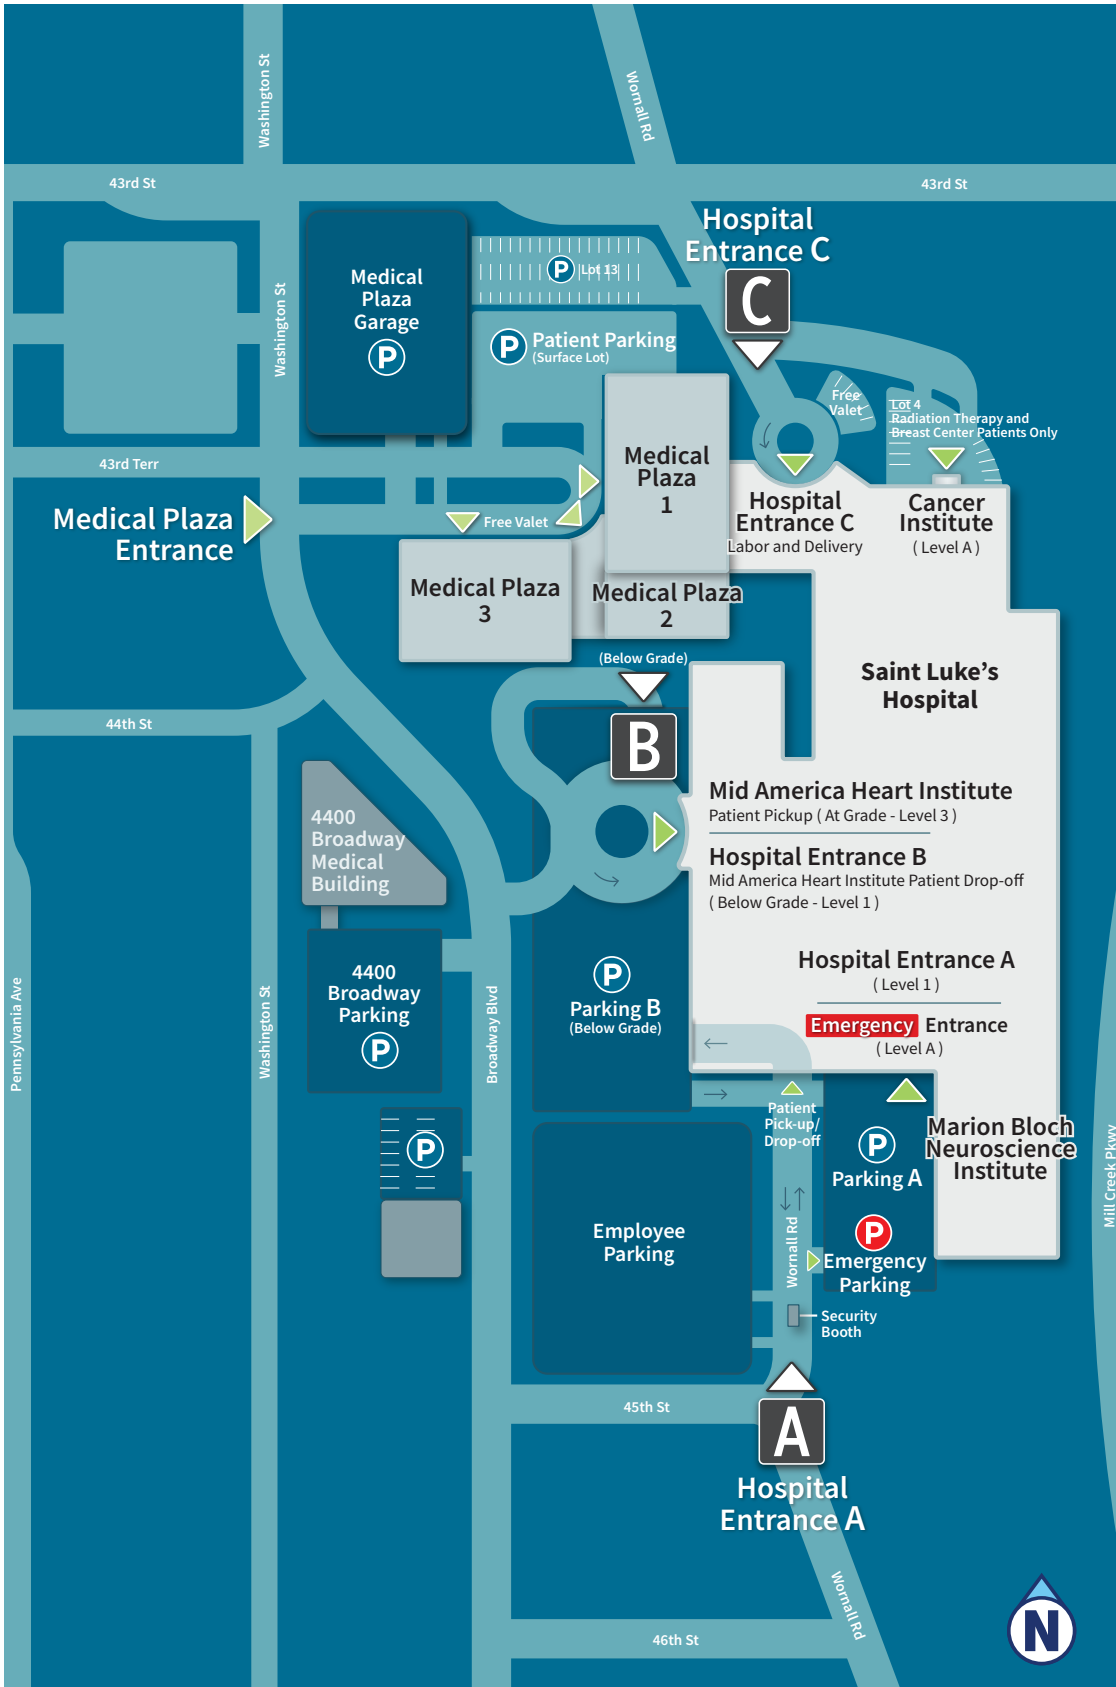 Washington St
Wornall Rd
43rd St
43rd St
Hospital
Entrance C
C
Washington St
Medical
Plaza
Garage
P
P
Lot 13
P
Patient Parking
(Surface Lot)
Free
Valet
Lot 4
Radiation Therapy and
Breast Center Patients Only
43rd Terr
Medical
Plaza
1
Hospital
Entrance C
Labor and Delivery
Cancer
Institute
( Level A )
Medical Plaza
Entrance
Free Valet
Medical Plaza
3
Medical Plaza
2
(Below Grade)
B
Saint Luke's
Hospital
44th St
4400
Broadway
Medical
Building
Mid America Heart Institute
Patient Pickup ( At Grade - Level 3 )
Hospital Entrance B
Mid America Heart Institute Patient Drop-off
( Below Grade - Level 1 )
4400
Broadway
Parking
P
P
Parking B
(Below Grade)
Hospital Entrance A
( Level 1 )
Emergency Entrance
( Level A )
Pennsylvania Ave
Washington St
Broadway Blvd
P
Patient
Pick-up/
Drop-off
P
Parking A
Marion Bloch
Neuroscience
Institute
Mill Creek Pkwy
Employee
Parking
Wornall Rd
P
Emergency
Parking
Security
Booth
45th St
A
Hospital
Entrance A
Wornall Rd
46th St
N